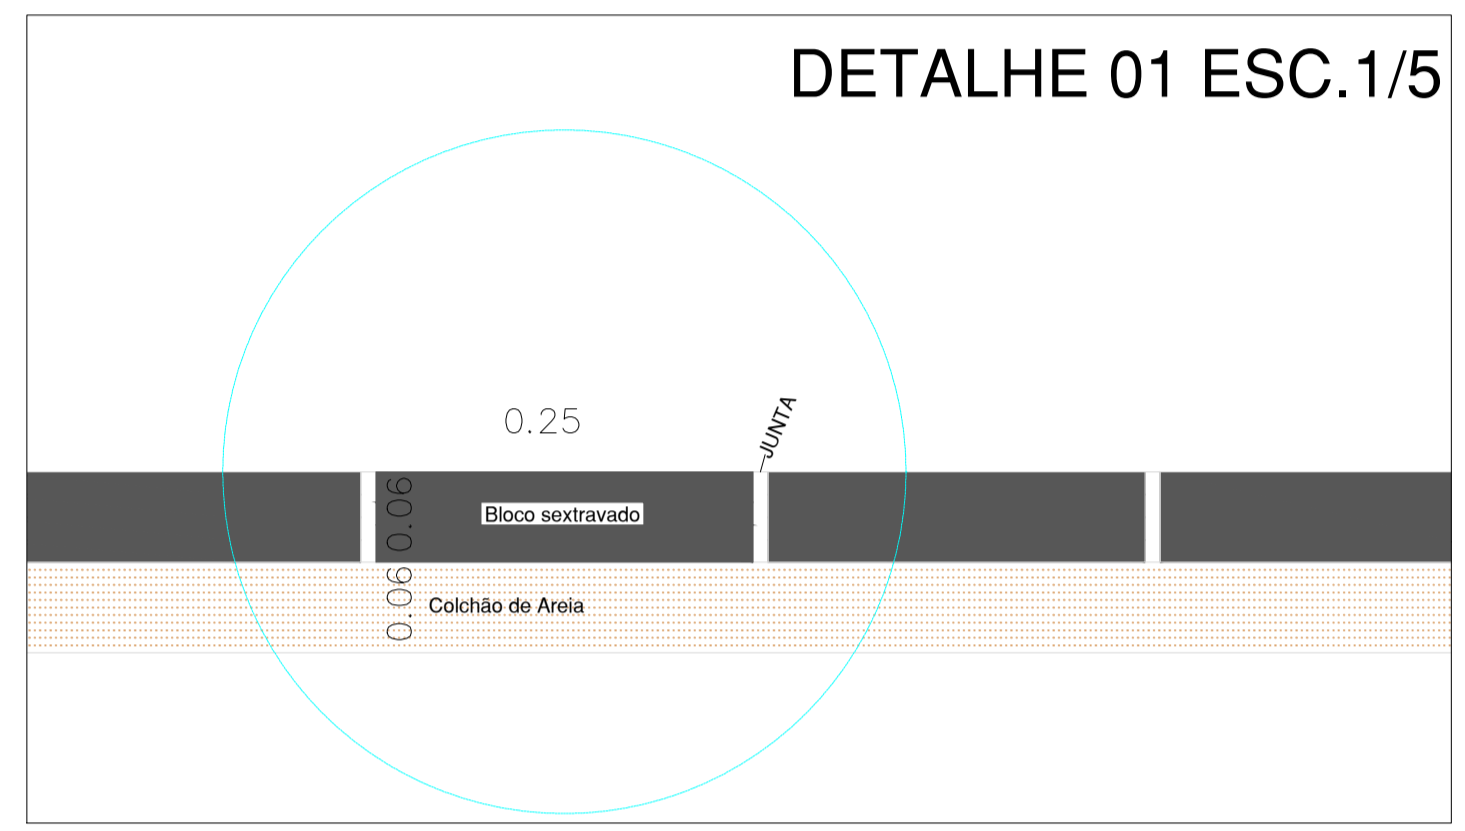 DETALHE 01 ESC.1/5
0.25
JUNTA
0.06
Bloco sextravado
0.06
Colchão de Areia